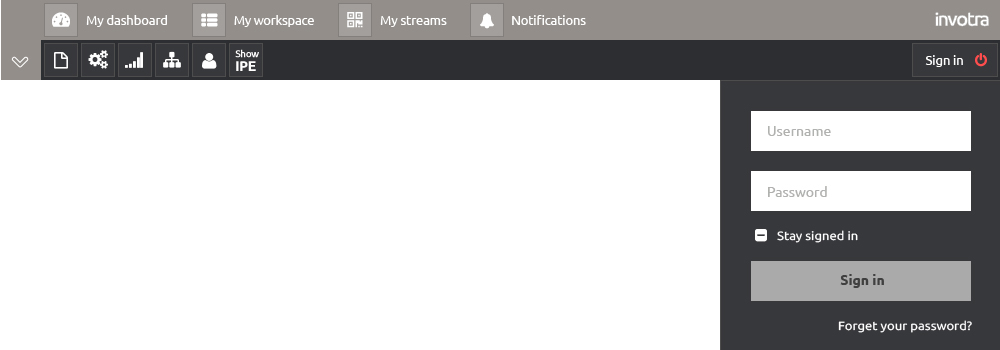 My dashboard My workspace My streams Notifications invotra
Show
IPE
Sign in
Username
Password
Stay signed in
Sign in
Forget your password?